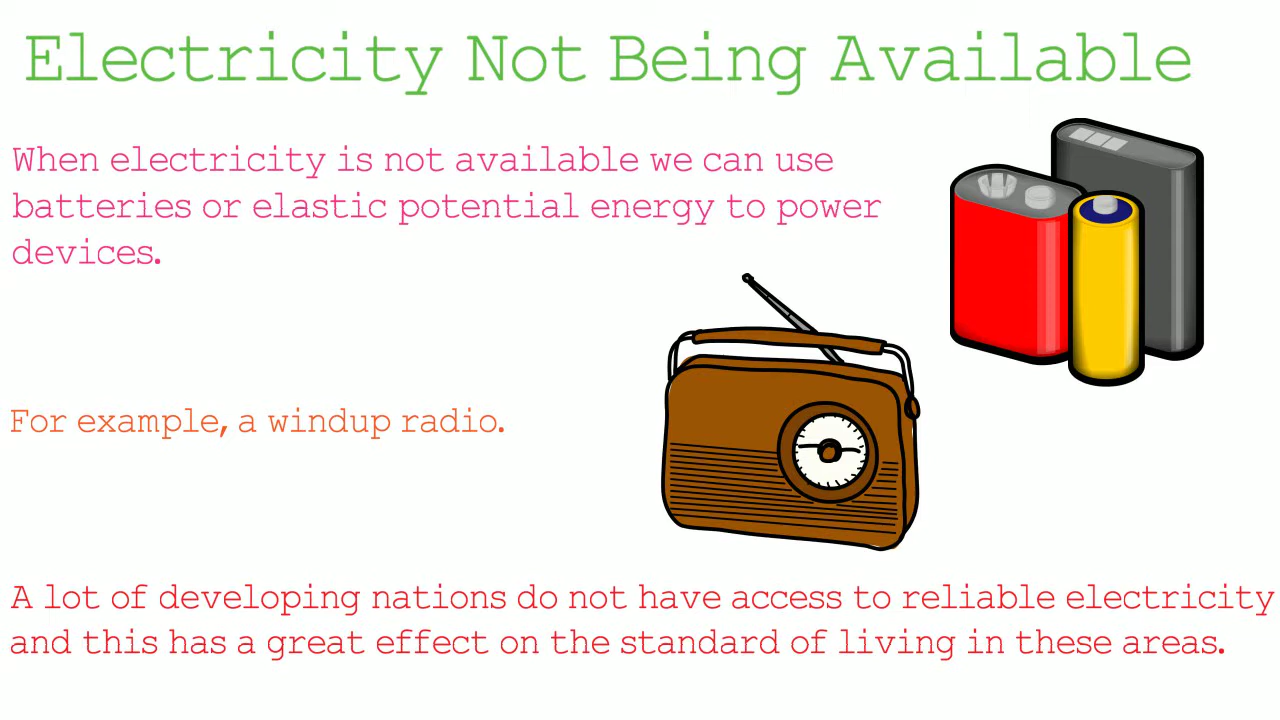 Electricity Not Being Available
When electricity is not available we can use
batteries or elastic potential energy to power
devices.
For example, a windup radio.
A lot of developing nations do not have access to reliable electricity
and this has a great effect on the standard of living in these areas.